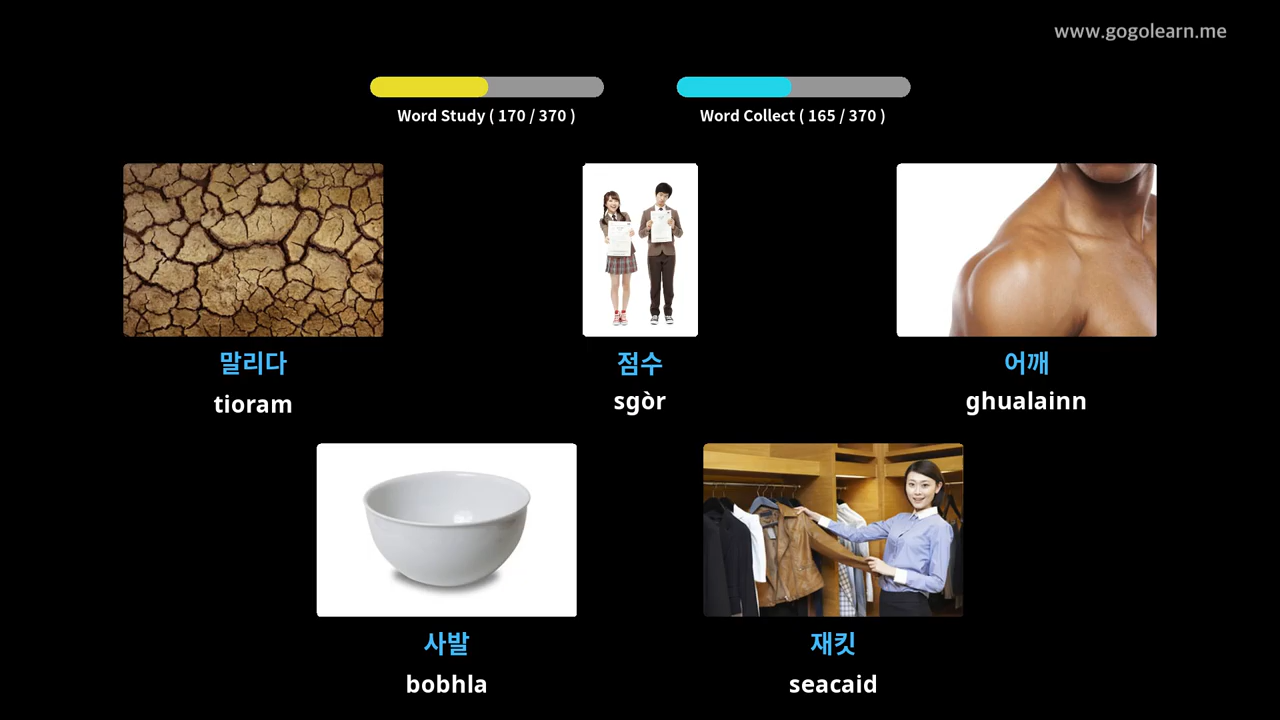 www.gogolearn.me
Word Study ( 170 / 370 )
Word Collect ( 165 / 370 )
말리다
tioram
점수
sgòr
어깨
ghualainn
사발
bobhla
재킷
seacaid